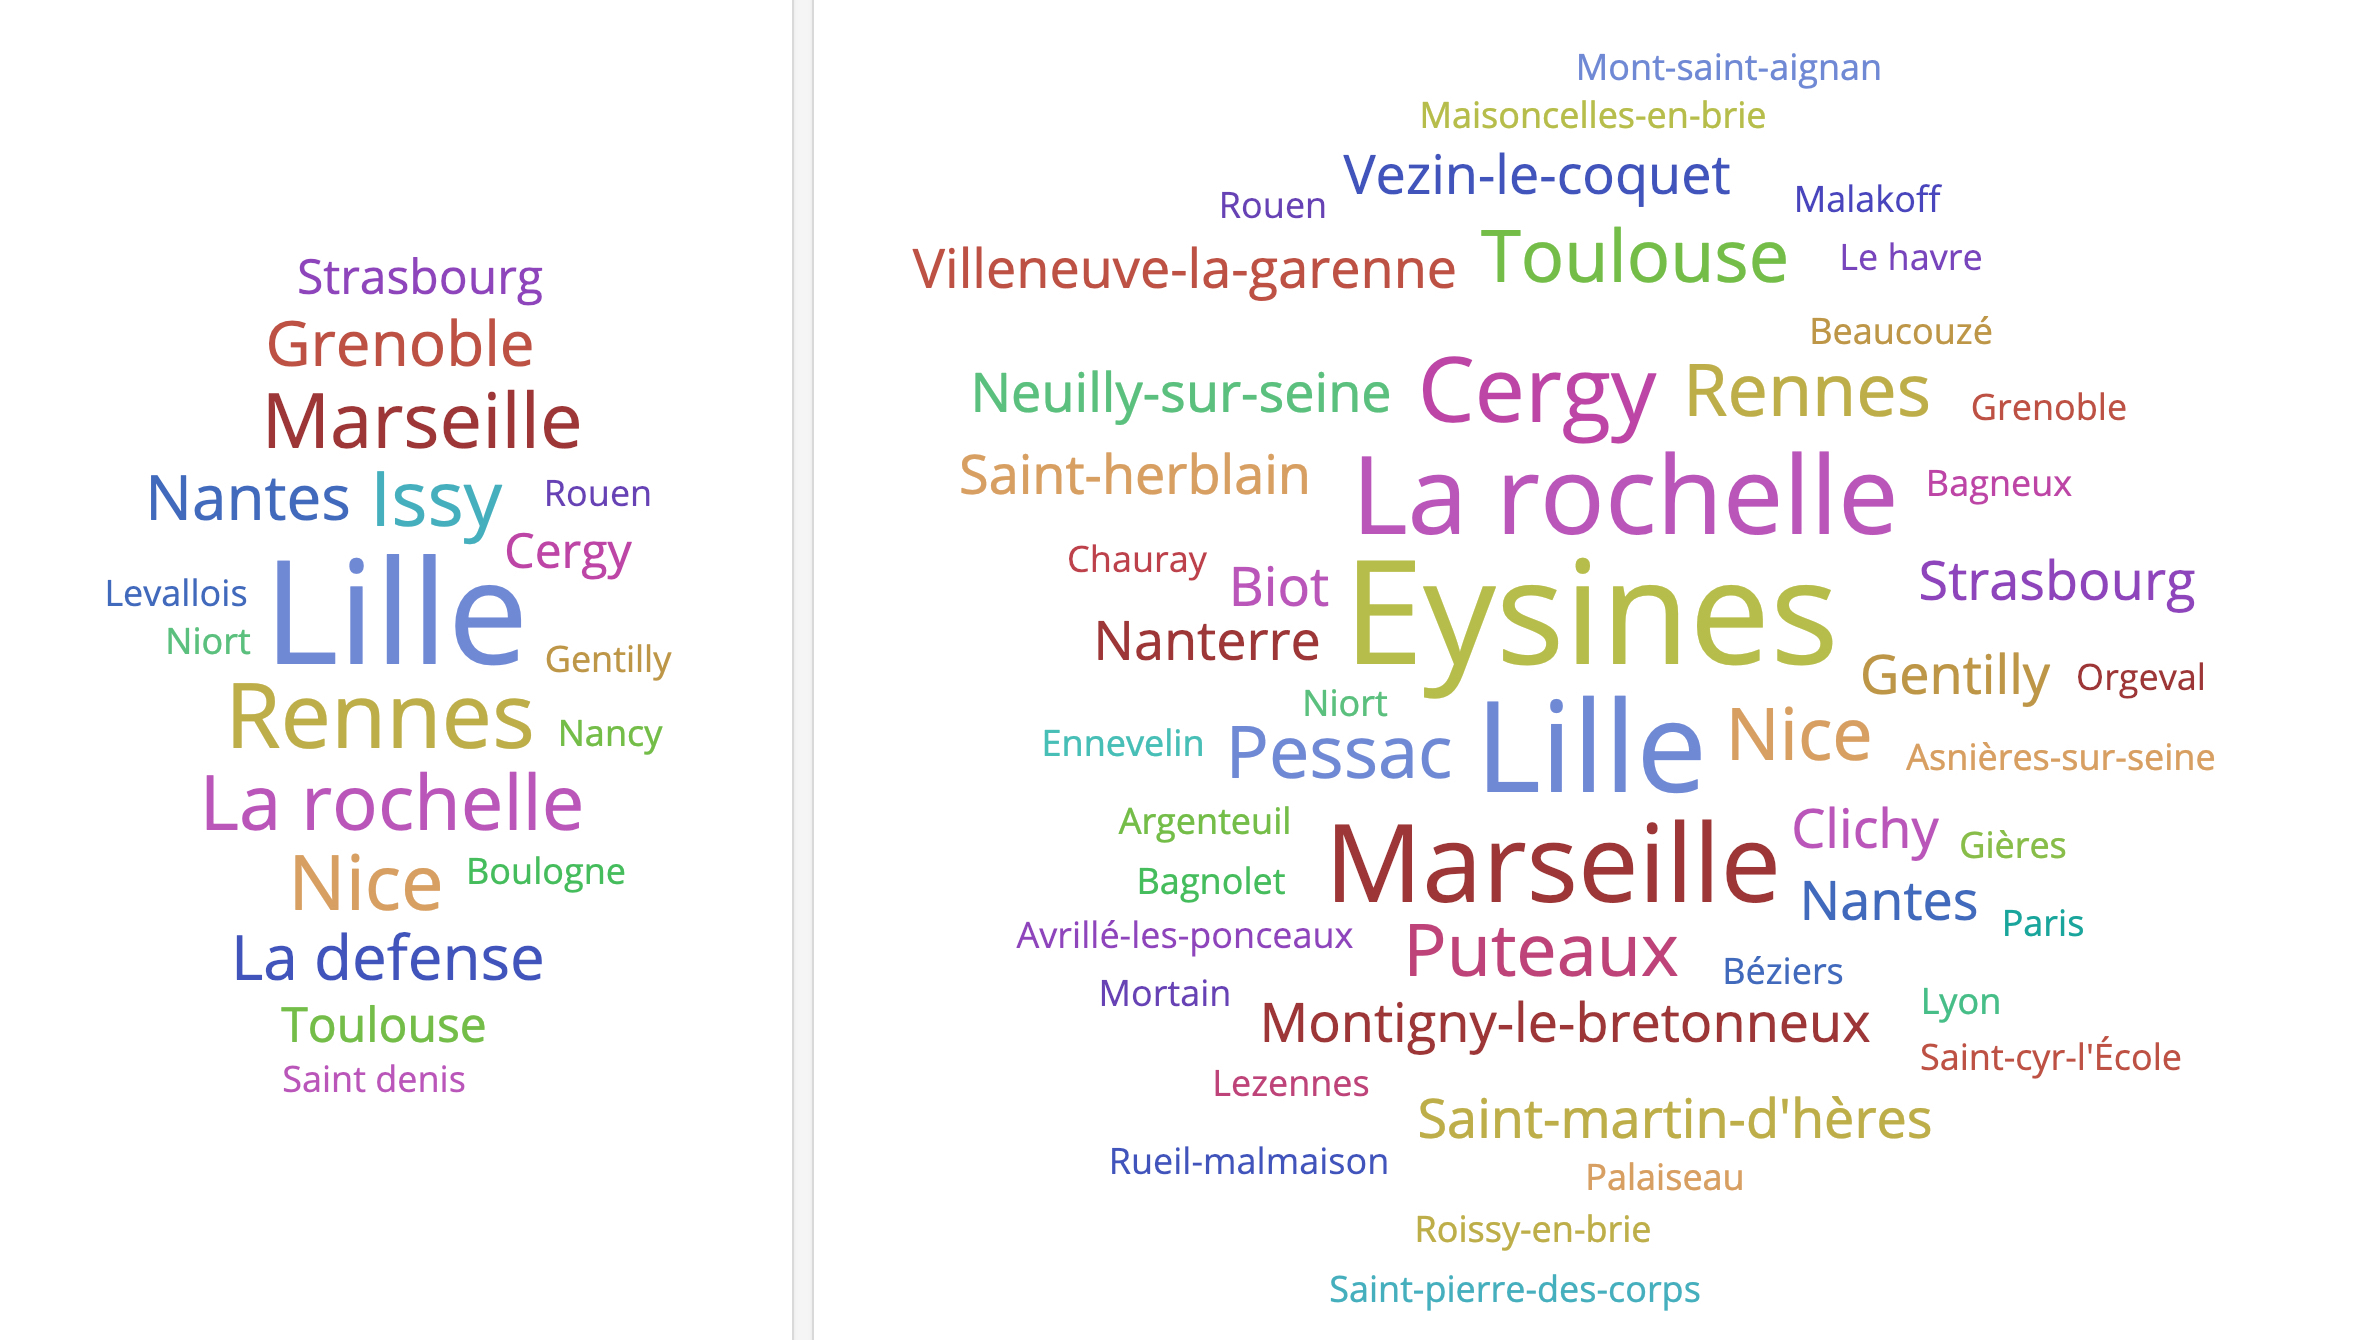 Strasbourg
Grenoble
Marseille
Nantes Issy Rouen
Cergy
Levallois Lille
Niort Gentilly
Rennes Nancy
La rochelle
Nice Boulogne
La defense
Toulouse
Saint denis
Mont-saint-aignan
Maisoncelles-en-brie
Vezin-le-coquet Malakoff
Rouen
Villeneuve-la-garenne Toulouse Le havre
Beaucouzé
Neuilly-sur-seine Cergy Rennes Grenoble
Saint-herblain La rochelle Bagneux
Chauray Biot Eysines Strasbourg
Nanterre Gentilly Orgeval
Niort
Ennevelin Pessac Lille Nice Asnières-sur-seine
Argenteuil Marseille Clichy Gières
Bagnolet Nantes Paris
Avrillé-les-ponceaux Puteaux Béziers
Mortain Montigny-le-bretonneux Lyon
Saint-cyr-l'École
Lezennes
Saint-martin-d'hères
Rueil-malmaison Palaiseau
Roissy-en-brie
Saint-pierre-des-corps